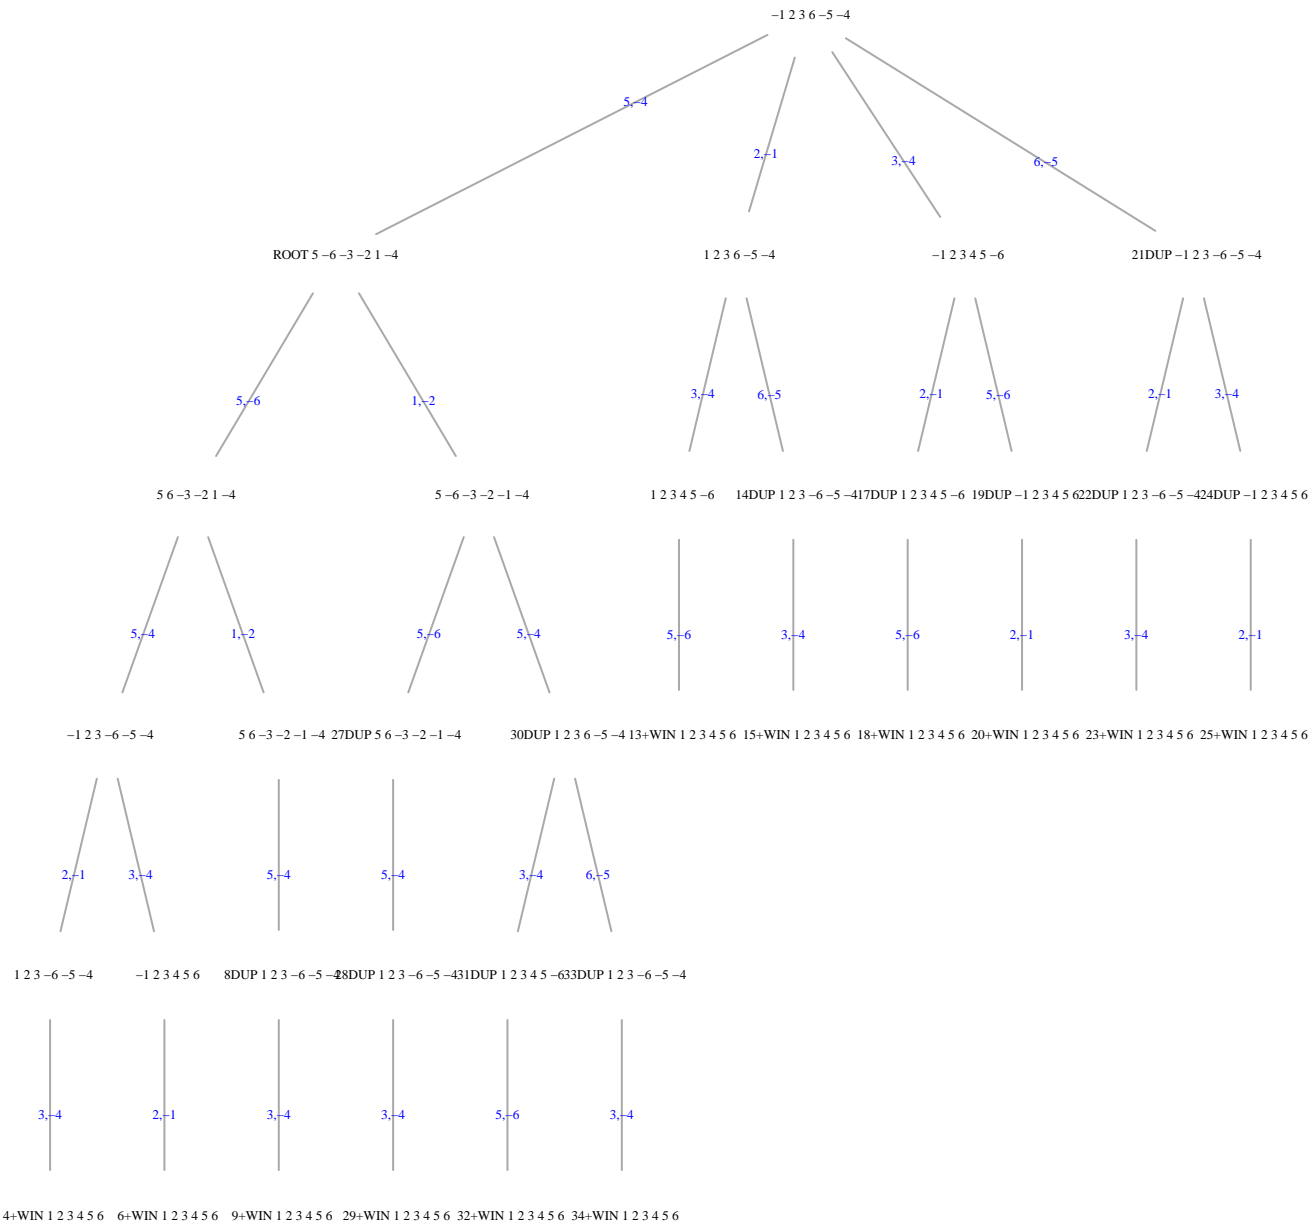 −1 2 3 6 −5 −4
5,−4
2,−1
3,−4
6,−5
ROOT 5 −6 −3 −2 1 −4
1 2 3 6 −5 −4
−1 2 3 4 5 −6
21DUP −1 2 3 −6 −5 −4
5,−6
1,−2
3,−4
6,−5
2,−1
5,−6
2,−1
3,−4
5 6 −3 −2 1 −4
5 −6 −3 −2 −1 −4
1 2 3 4 5 −6
14DUP 1 2 3 −6 −5 −4
17DUP 1 2 3 4 5 −6
19DUP −1 2 3 4 5 6
22DUP 1 2 3 −6 −5 −4
24DUP −1 2 3 4 5 6
5,−4
1,−2
5,−6
5,−4
5,−6
3,−4
5,−6
2,−1
3,−4
2,−1
−1 2 3 −6 −5 −4
5 6 −3 −2 −1 −4
27DUP 5 6 −3 −2 −1 −4
30DUP 1 2 3 6 −5 −4
13+WIN 1 2 3 4 5 6
15+WIN 1 2 3 4 5 6
18+WIN 1 2 3 4 5 6
20+WIN 1 2 3 4 5 6
23+WIN 1 2 3 4 5 6
25+WIN 1 2 3 4 5 6
2,−1
3,−4
5,−4
5,−4
3,−4
6,−5
1 2 3 −6 −5 −4
−1 2 3 4 5 6
8DUP 1 2 3 −6 −5 −4
28DUP 1 2 3 −6 −5 −4
31DUP 1 2 3 4 5 −6
33DUP 1 2 3 −6 −5 −4
3,−4
2,−1
3,−4
3,−4
5,−6
3,−4
4+WIN 1 2 3 4 5 6
6+WIN 1 2 3 4 5 6
9+WIN 1 2 3 4 5 6
29+WIN 1 2 3 4 5 6
32+WIN 1 2 3 4 5 6
34+WIN 1 2 3 4 5 6